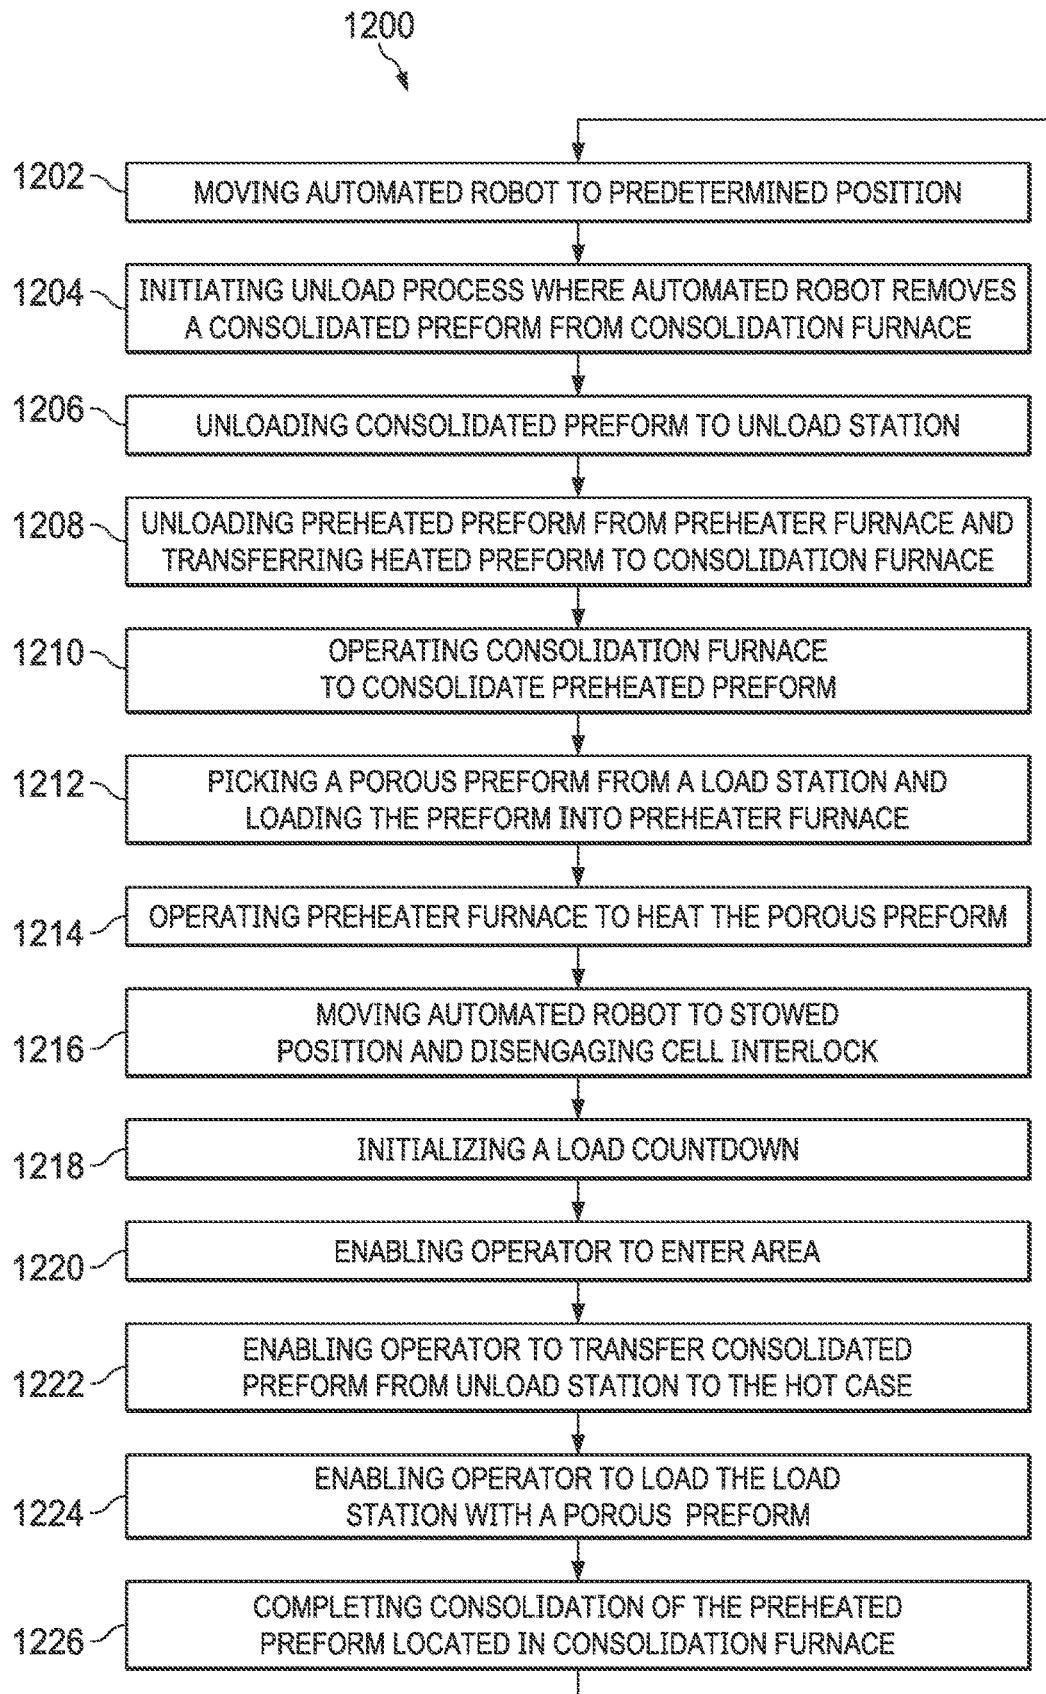 1200
1202
MOVING AUTOMATED ROBOT TO PREDETERMINED POSITION
1204
INITIATING UNLOAD PROCESS WHERE AUTOMATED ROBOT REMOVES
A CONSOLIDATED PREFORM FROM CONSOLIDATION FURNACE
1206
UNLOADING CONSOLIDATED PREFORM TO UNLOAD STATION
1208
UNLOADING PREHEATED PREFORM FROM PREHEATER FURNACE AND
TRANSFERRING HEATED PREFORM TO CONSOLIDATION FURNACE
1210
OPERATING CONSOLIDATION FURNACE
TO CONSOLIDATE PREHEATED PREFORM
1212
PICKING A POROUS PREFORM FROM A LOAD STATION AND
LOADING THE PREFORM INTO PREHEATER FURNACE
1214
OPERATING PREHEATER FURNACE TO HEAT THE POROUS PREFORM
1216
MOVING AUTOMATED ROBOT TO STOWED
POSITION AND DISENGAGING CELL INTERLOCK
1218
INITIALIZING A LOAD COUNTDOWN
1220
ENABLING OPERATOR TO ENTER AREA
1222
ENABLING OPERATOR TO TRANSFER CONSOLIDATED
PREFORM FROM UNLOAD STATION TO THE HOT CASE
1224
ENABLING OPERATOR TO LOAD THE LOAD
STATION WITH A POROUS PREFORM
1226
COMPLETING CONSOLIDATION OF THE PREHEATED
PREFORM LOCATED IN CONSOLIDATION FURNACE